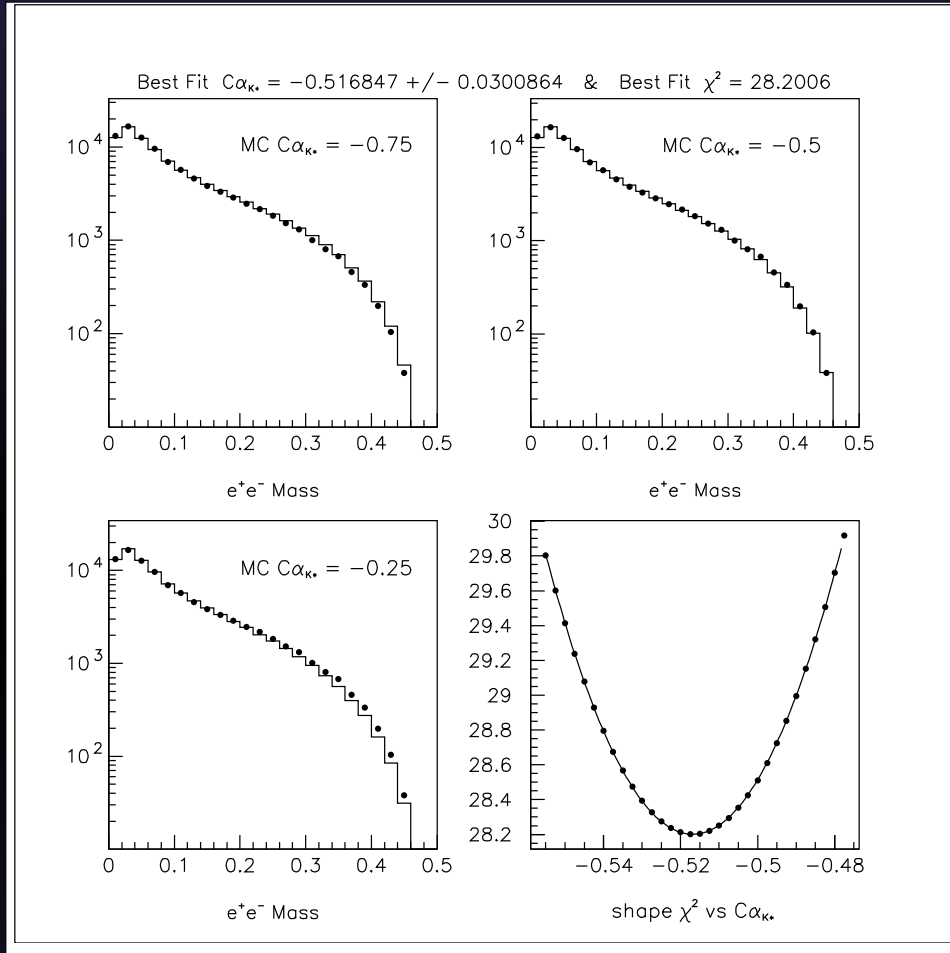 Best Fit Cα_K* = −0.516847 +/− 0.0300864 & Best Fit χ² = 28.2006
MC Cα_K* = −0.75
10⁴
10³
10²
0 0.1 0.2 0.3 0.4 0.5
e⁺e⁻ Mass
MC Cα_K* = −0.5
10⁴
10³
10²
0 0.1 0.2 0.3 0.4 0.5
e⁺e⁻ Mass
MC Cα_K* = −0.25
10⁴
10³
10²
0 0.1 0.2 0.3 0.4 0.5
e⁺e⁻ Mass
30
29.8
29.6
29.4
29.2
29
28.8
28.6
28.4
28.2
−0.54 −0.52 −0.5 −0.48
shape χ² vs Cα_K*